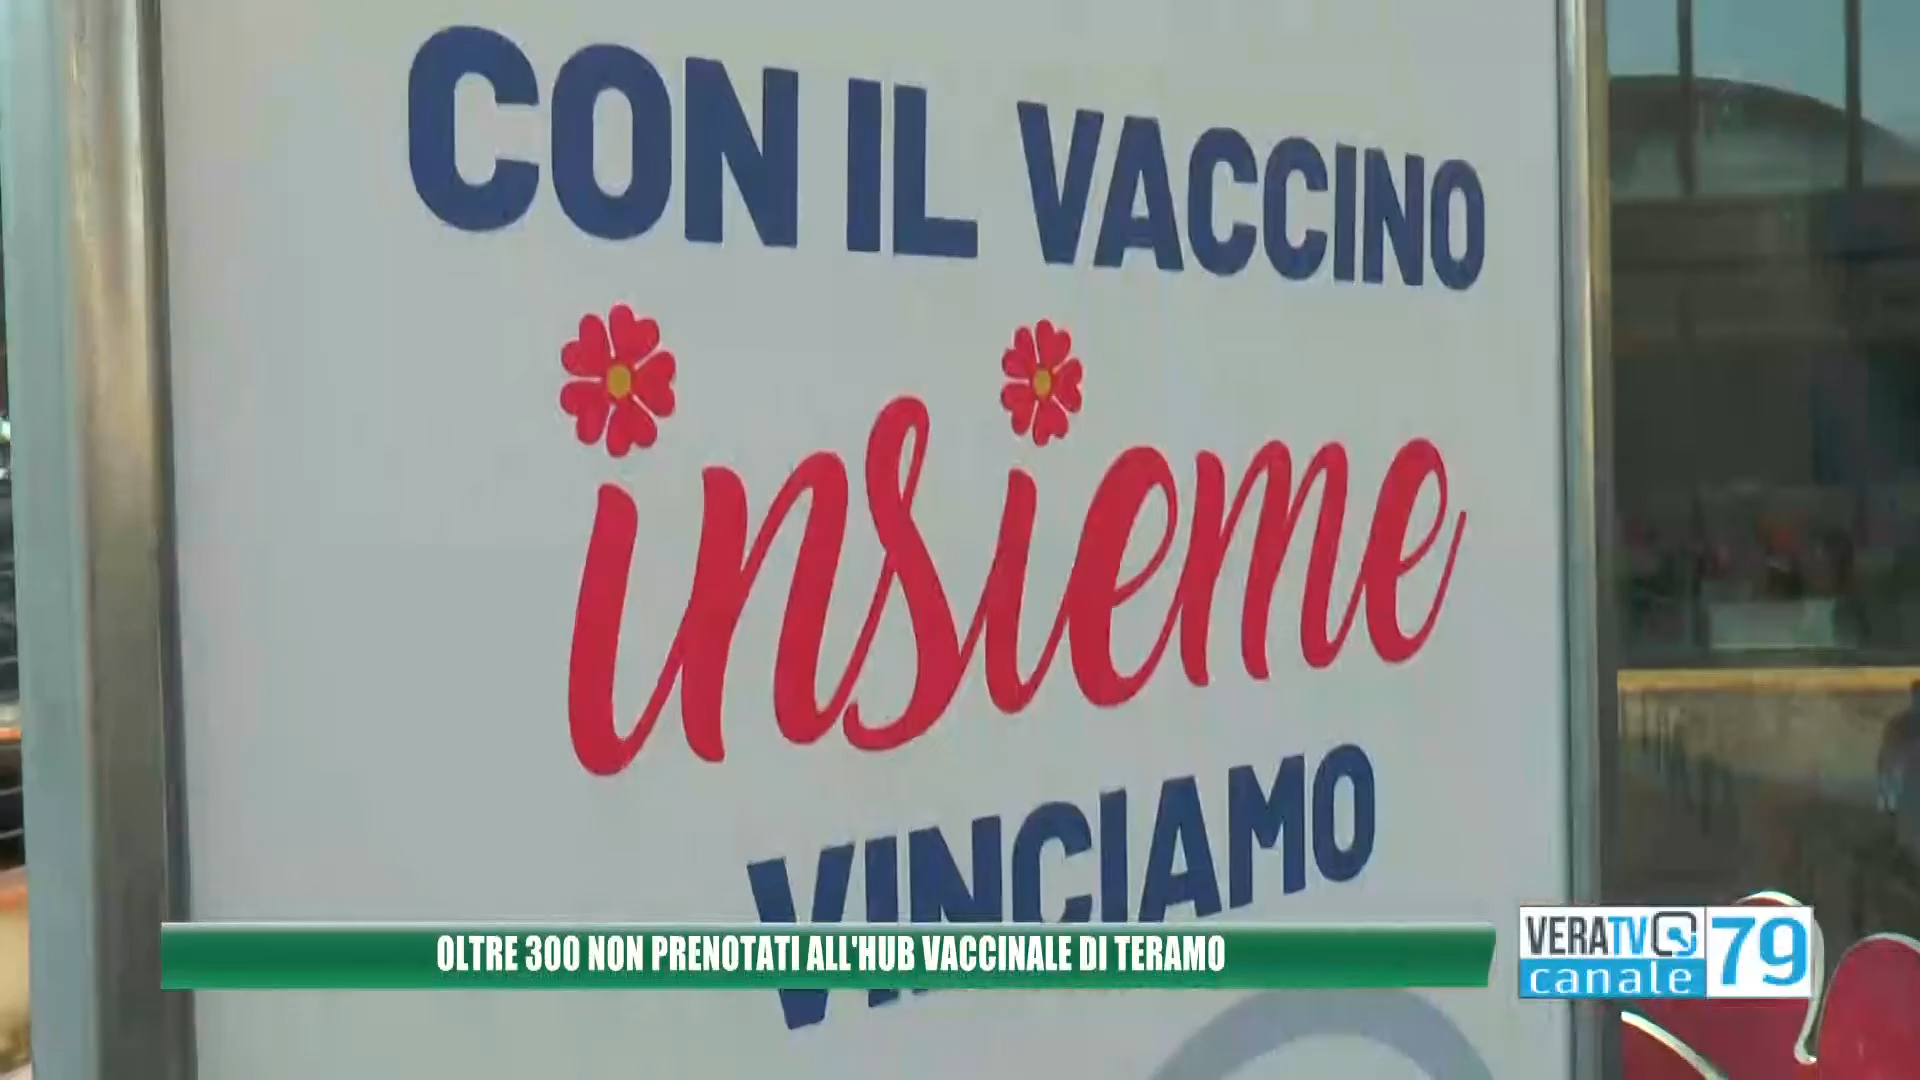 CON IL VACCINO
insieme
VINCIAMO
OLTRE 300 NON PRENOTATI ALL'HUB VACCINALE DI TERAMO
VERATV
canale 79